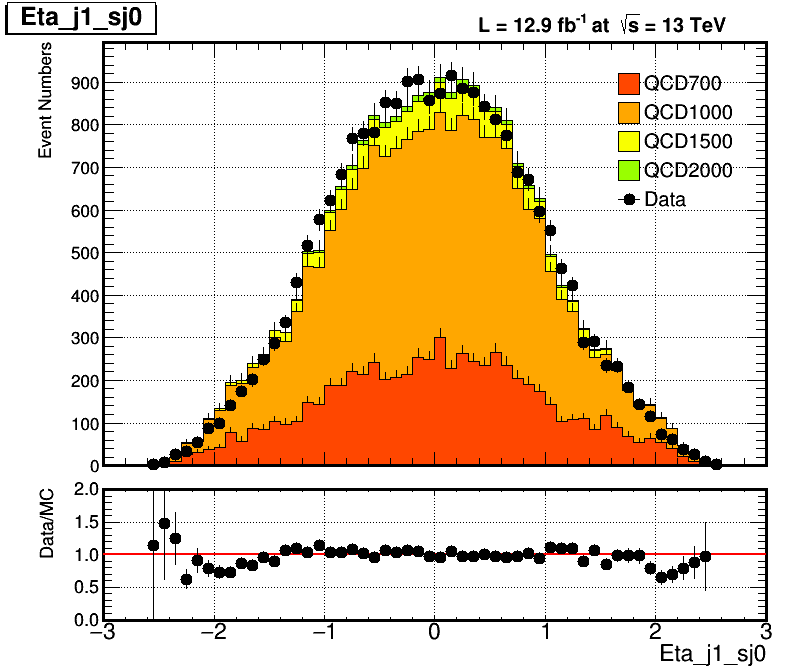 Eta_j1_sj0
L = 12.9 fb-1 at √s = 13 TeV
Event Numbers
900
800
700
600
500
400
300
200
100
0
QCD700
QCD1000
QCD1500
QCD2000
Data
Data/MC
2.0
1.5
1.0
0.5
0.0
−3 −2 −1 0 1 2 3
Eta_j1_sj0